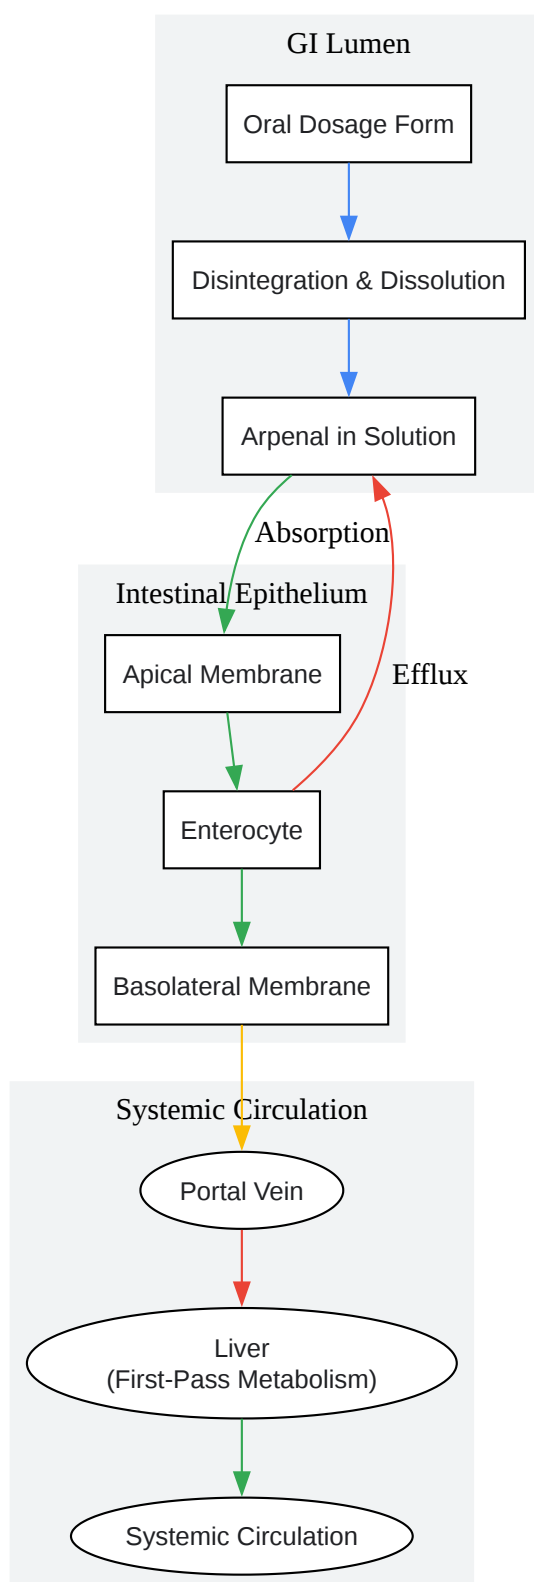 GI Lumen
Oral Dosage Form
Disintegration & Dissolution
Arpenal in Solution
Absorption
Intestinal Epithelium
Apical Membrane
Efflux
Enterocyte
Basolateral Membrane
Systemic Circulation
Portal Vein
Liver
(First-Pass Metabolism)
Systemic Circulation